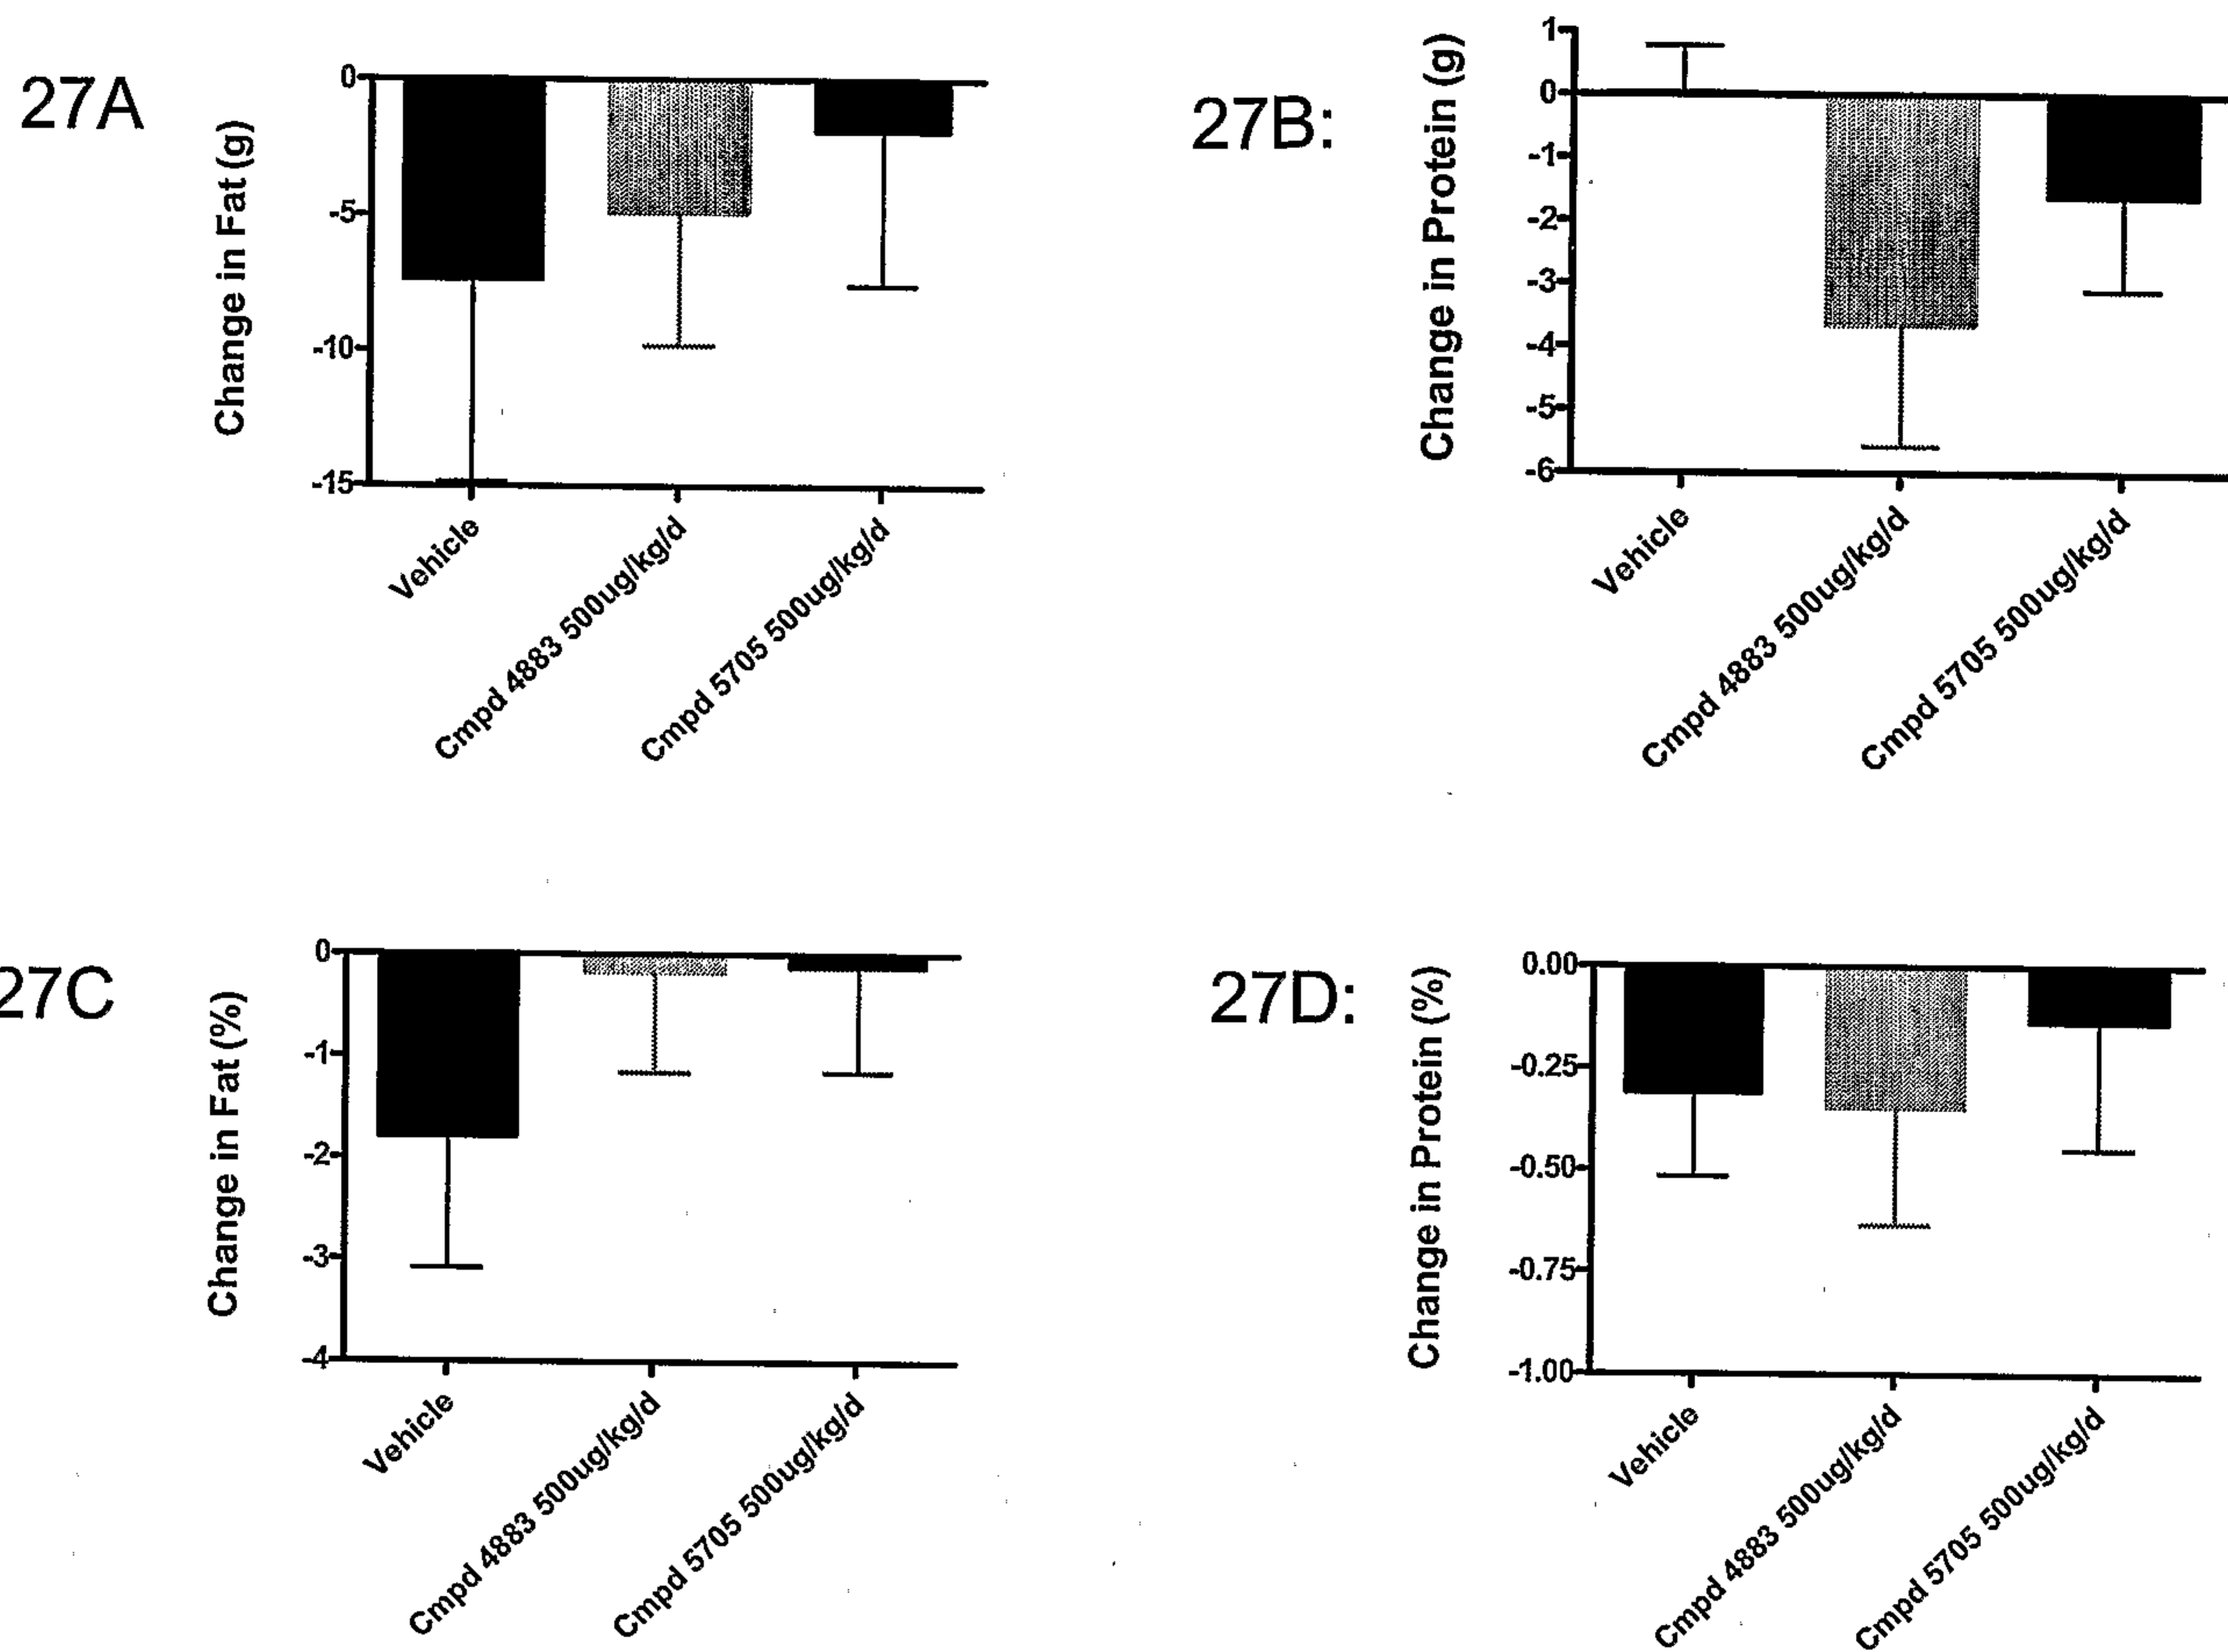 27A
Change in Fat (g)
0
-5
-10
-15
Vehicle
Cmpd 4883 500ug/kg/d
Cmpd 5705 500ug/kg/d
27B:
Change in Protein (g)
1
0
-1
-2
-3
-4
-5
-6
Vehicle
Cmpd 4883 500ug/kg/d
Cmpd 5705 500ug/kg/d
27C
Change in Fat (%)
0
-1
-2
-3
-4
Vehicle
Cmpd 4883 500ug/kg/d
Cmpd 5705 500ug/kg/d
27D:
Change in Protein (%)
0.00
-0.25
-0.50
-0.75
-1.00
Vehicle
Cmpd 4883 500ug/kg/d
Cmpd 5705 500ug/kg/d